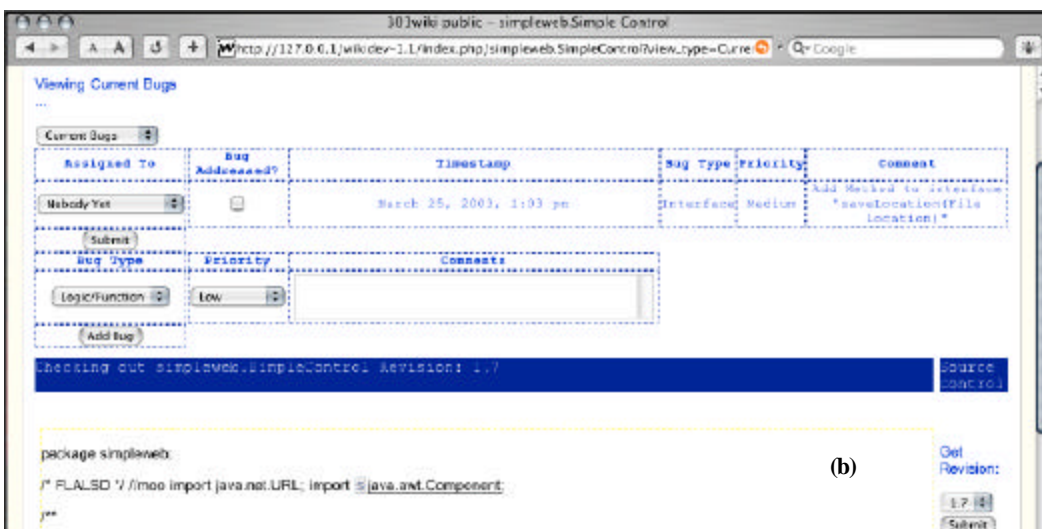 303wiki public – simpleweb.Simple Control
A A
http://127.0.0.1/wikidev-1.1/index.php/simpleweb.SimpleControl?view_type=Curre
Google
Viewing Current Bugs
...
Current Bugs
Assigned To Bug Addressed? Timestamp Bug Type Priority Comment
Nobody Yet March 25, 2003, 1:03 pm Interface Medium Add Method to interface
"saveLocation(File
Location)"
Submit
Bug Type Priority Comments
Logic/Function Low
Add Bug
Checking out simpleweb.SimpleControl Revision: 1.7
Source
control
package simpleweb;
/* FLALSD */ //moo import java.net.URL; import java.awt.Component;
/**
(b)
Get
Revision:
1.7
Submit